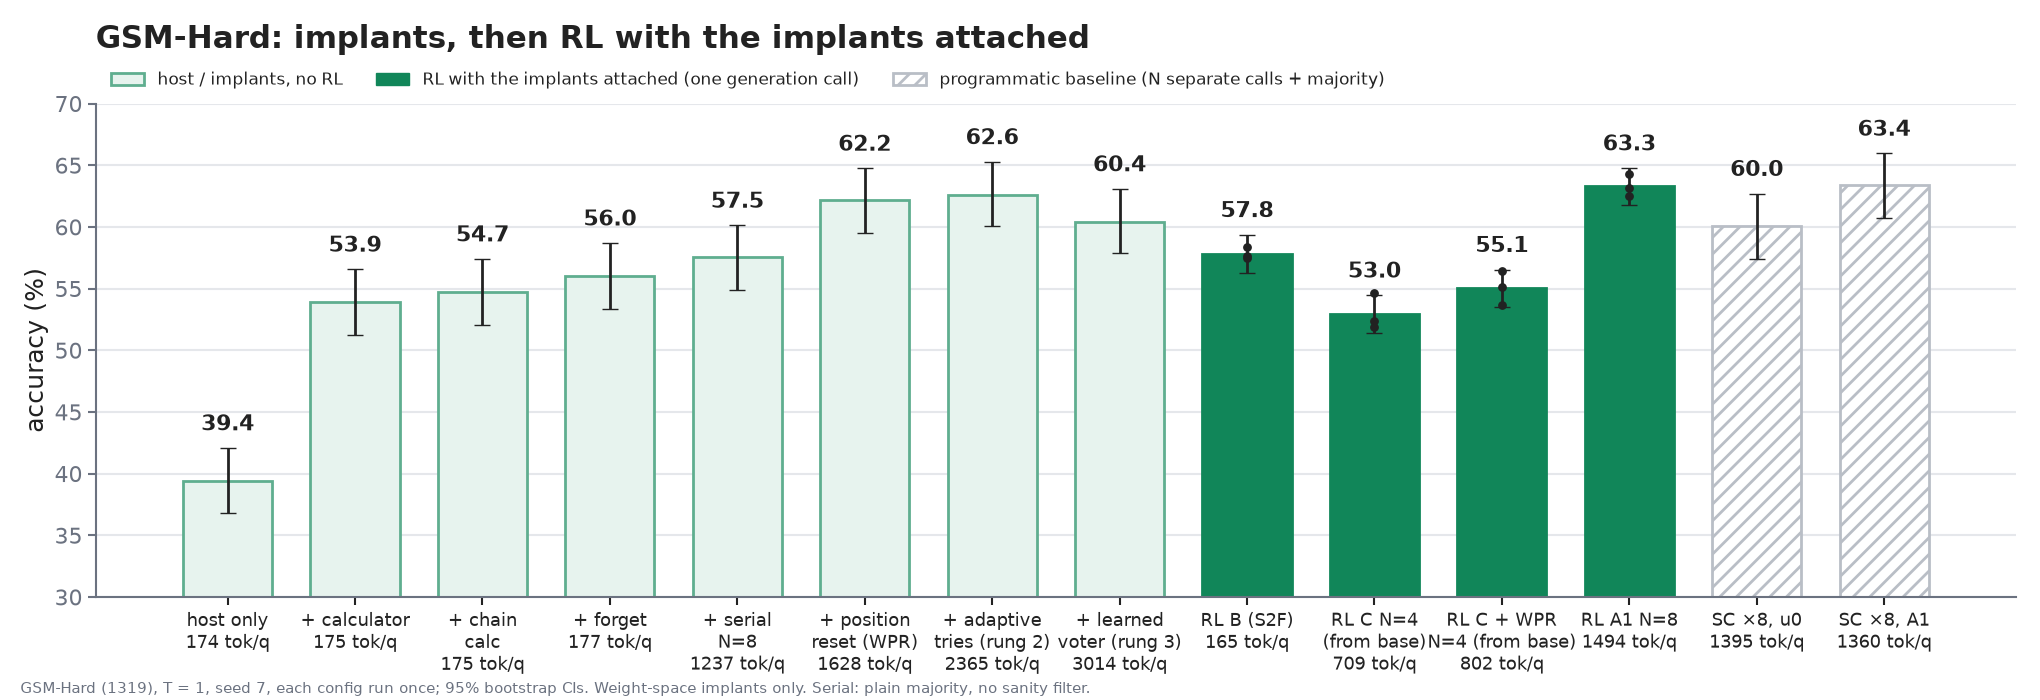 GSM-Hard: implants, then RL with the implants attached
host / implants, no RL
RL with the implants attached (one generation call)
programmatic baseline (N separate calls + majority)
accuracy (%)
70
65
60
55
50
45
40
35
30
39.4
53.9
54.7
56.0
57.5
62.2
62.6
60.4
57.8
53.0
55.1
63.3
60.0
63.4
host only
174 tok/q
+ calculator
175 tok/q
+ chain
calc
175 tok/q
+ forget
177 tok/q
+ serial
N=8
1237 tok/q
+ position
reset (WPR)
1628 tok/q
+ adaptive
tries (rung 2)
2365 tok/q
+ learned
voter (rung 3)
3014 tok/q
RL B (S2F)
165 tok/q
RL C N=4
(from base)
709 tok/q
RL C + WPR
N=4 (from base)
802 tok/q
RL A1 N=8
1494 tok/q
SC ×8, u0
1395 tok/q
SC ×8, A1
1360 tok/q
GSM-Hard (1319), T = 1, seed 7, each config run once; 95% bootstrap CIs. Weight-space implants only. Serial: plain majority, no sanity filter.